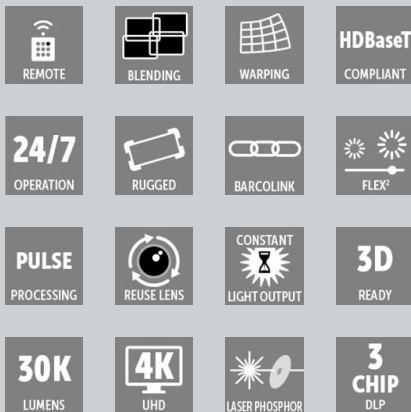 REMOTE
BLENDING
WARPING
HDBaseT
COMPLIANT
24/7
OPERATION
RUGGED
BARCOLINK
FLEX²
PULSE
PROCESSING
REUSE LENS
CONSTANT
LIGHT OUTPUT
3D
READY
30K
LUMENS
4K
UHD
LASER PHOSPHOR
3
CHIP
DLP